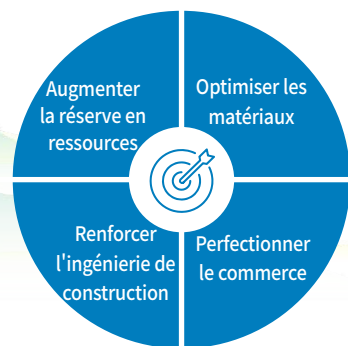 Augmenter
la réserve en
ressources
Optimiser les
matériaux
Renforcer
l'ingénierie de
construction
Perfectionner
le commerce